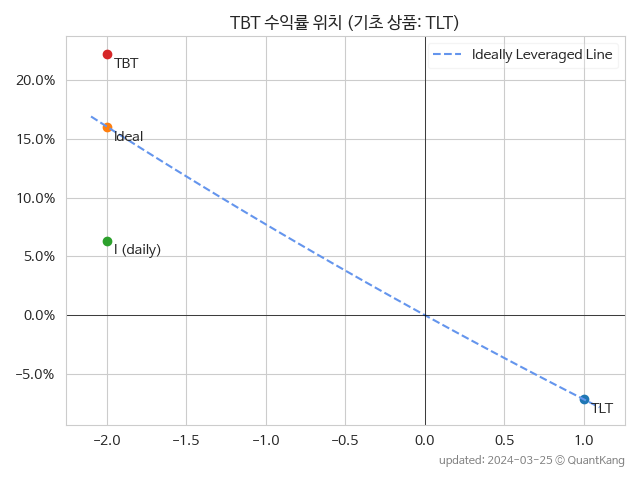 TBT 수익률 위치 (기초 상품: TLT)
Ideally Leveraged Line
TBT
Ideal
I (daily)
TLT
20.0%
15.0%
10.0%
5.0%
0.0%
−5.0%
−2.0 −1.5 −1.0 −0.5 0.0 0.5 1.0
updated: 2024-03-25 © QuantKang